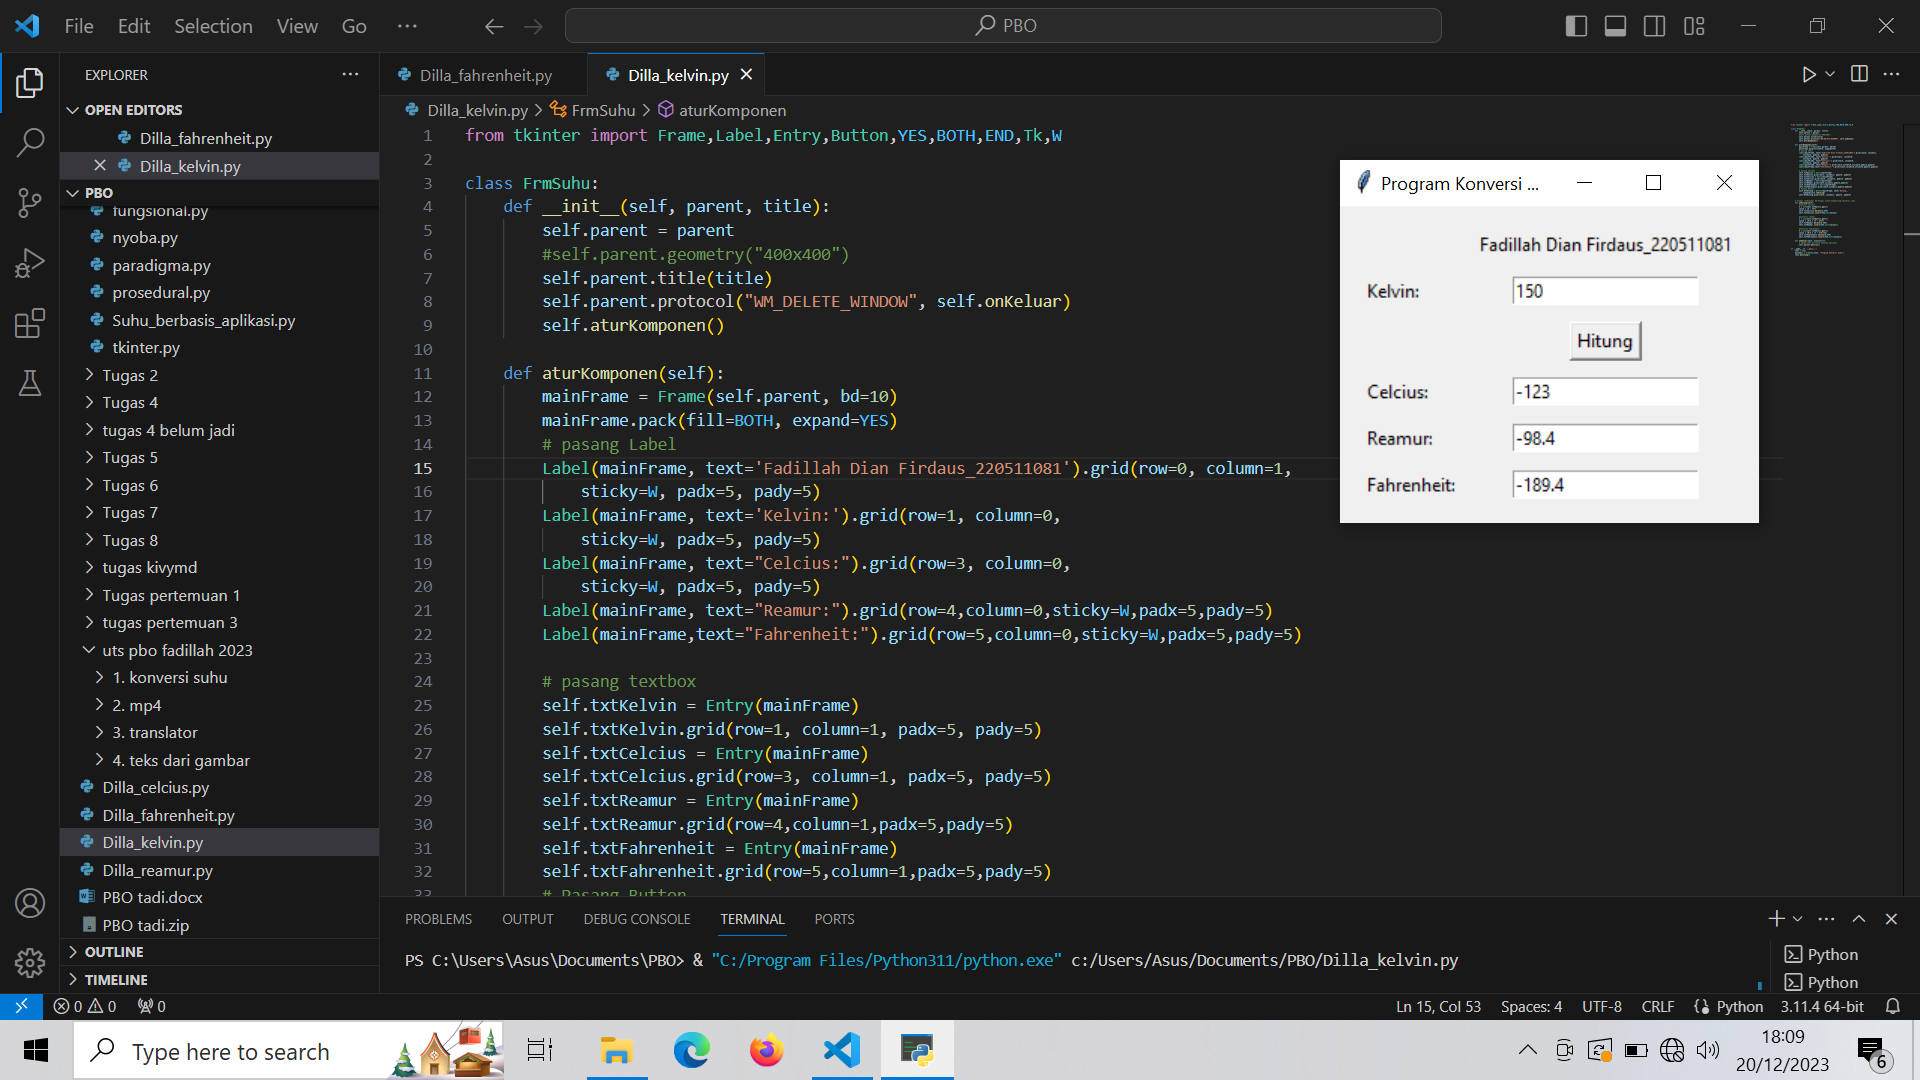 File Edit Selection View Go ···
PBO
EXPLORER ···
OPEN EDITORS
Dilla_fahrenheit.py
Dilla_kelvin.py
PBO
fungsional.py
nyoba.py
paradigma.py
prosedural.py
Suhu_berbasis_aplikasi.py
tkinter.py
Tugas 2
Tugas 4
tugas 4 belum jadi
Tugas 5
Tugas 6
Tugas 7
Tugas 8
tugas kivymd
Tugas pertemuan 1
tugas pertemuan 3
uts pbo fadillah 2023
1. konversi suhu
2. mp4
3. translator
4. teks dari gambar
Dilla_celcius.py
Dilla_fahrenheit.py
Dilla_kelvin.py
Dilla_reamur.py
PBO tadi.docx
PBO tadi.zip
OUTLINE
TIMELINE
Dilla_fahrenheit.py Dilla_kelvin.py
Dilla_kelvin.py > FrmSuhu > aturKomponen
1 from tkinter import Frame,Label,Entry,Button,YES,BOTH,END,Tk,W
2
3 class FrmSuhu:
4 def __init__(self, parent, title):
5 self.parent = parent
6 #self.parent.geometry("400x400")
7 self.parent.title(title)
8 self.parent.protocol("WM_DELETE_WINDOW", self.onKeluar)
9 self.aturKomponen()
10
11 def aturKomponen(self):
12 mainFrame = Frame(self.parent, bd=10)
13 mainFrame.pack(fill=BOTH, expand=YES)
14 # pasang Label
15 Label(mainFrame, text='Fadillah Dian Firdaus_220511081').grid(row=0, column=1,
16 sticky=W, padx=5, pady=5)
17 Label(mainFrame, text='Kelvin:').grid(row=1, column=0,
18 sticky=W, padx=5, pady=5)
19 Label(mainFrame, text="Celcius:").grid(row=3, column=0,
20 sticky=W, padx=5, pady=5)
21 Label(mainFrame, text="Reamur:").grid(row=4,column=0,sticky=W,padx=5,pady=5)
22 Label(mainFrame,text="Fahrenheit:").grid(row=5,column=0,sticky=W,padx=5,pady=5)
23
24 # pasang textbox
25 self.txtKelvin = Entry(mainFrame)
26 self.txtKelvin.grid(row=1, column=1, padx=5, pady=5)
27 self.txtCelcius = Entry(mainFrame)
28 self.txtCelcius.grid(row=3, column=1, padx=5, pady=5)
29 self.txtReamur = Entry(mainFrame)
30 self.txtReamur.grid(row=4,column=1,padx=5,pady=5)
31 self.txtFahrenheit = Entry(mainFrame)
32 self.txtFahrenheit.grid(row=5,column=1,padx=5,pady=5)
33 # Pasang Button
Program Konversi ...
Fadillah Dian Firdaus_220511081
Kelvin: 150
Hitung
Celcius: -123
Reamur: -98.4
Fahrenheit: -189.4
PROBLEMS OUTPUT DEBUG CONSOLE TERMINAL PORTS
PS C:\Users\Asus\Documents\PBO> & "C:/Program Files/Python311/python.exe" c:/Users/Asus/Documents/PBO/Dilla_kelvin.py
Python
Python
0 0 0
Ln 15, Col 53 Spaces: 4 UTF-8 CRLF Python 3.11.4 64-bit
Type here to search
18:09
20/12/2023
6